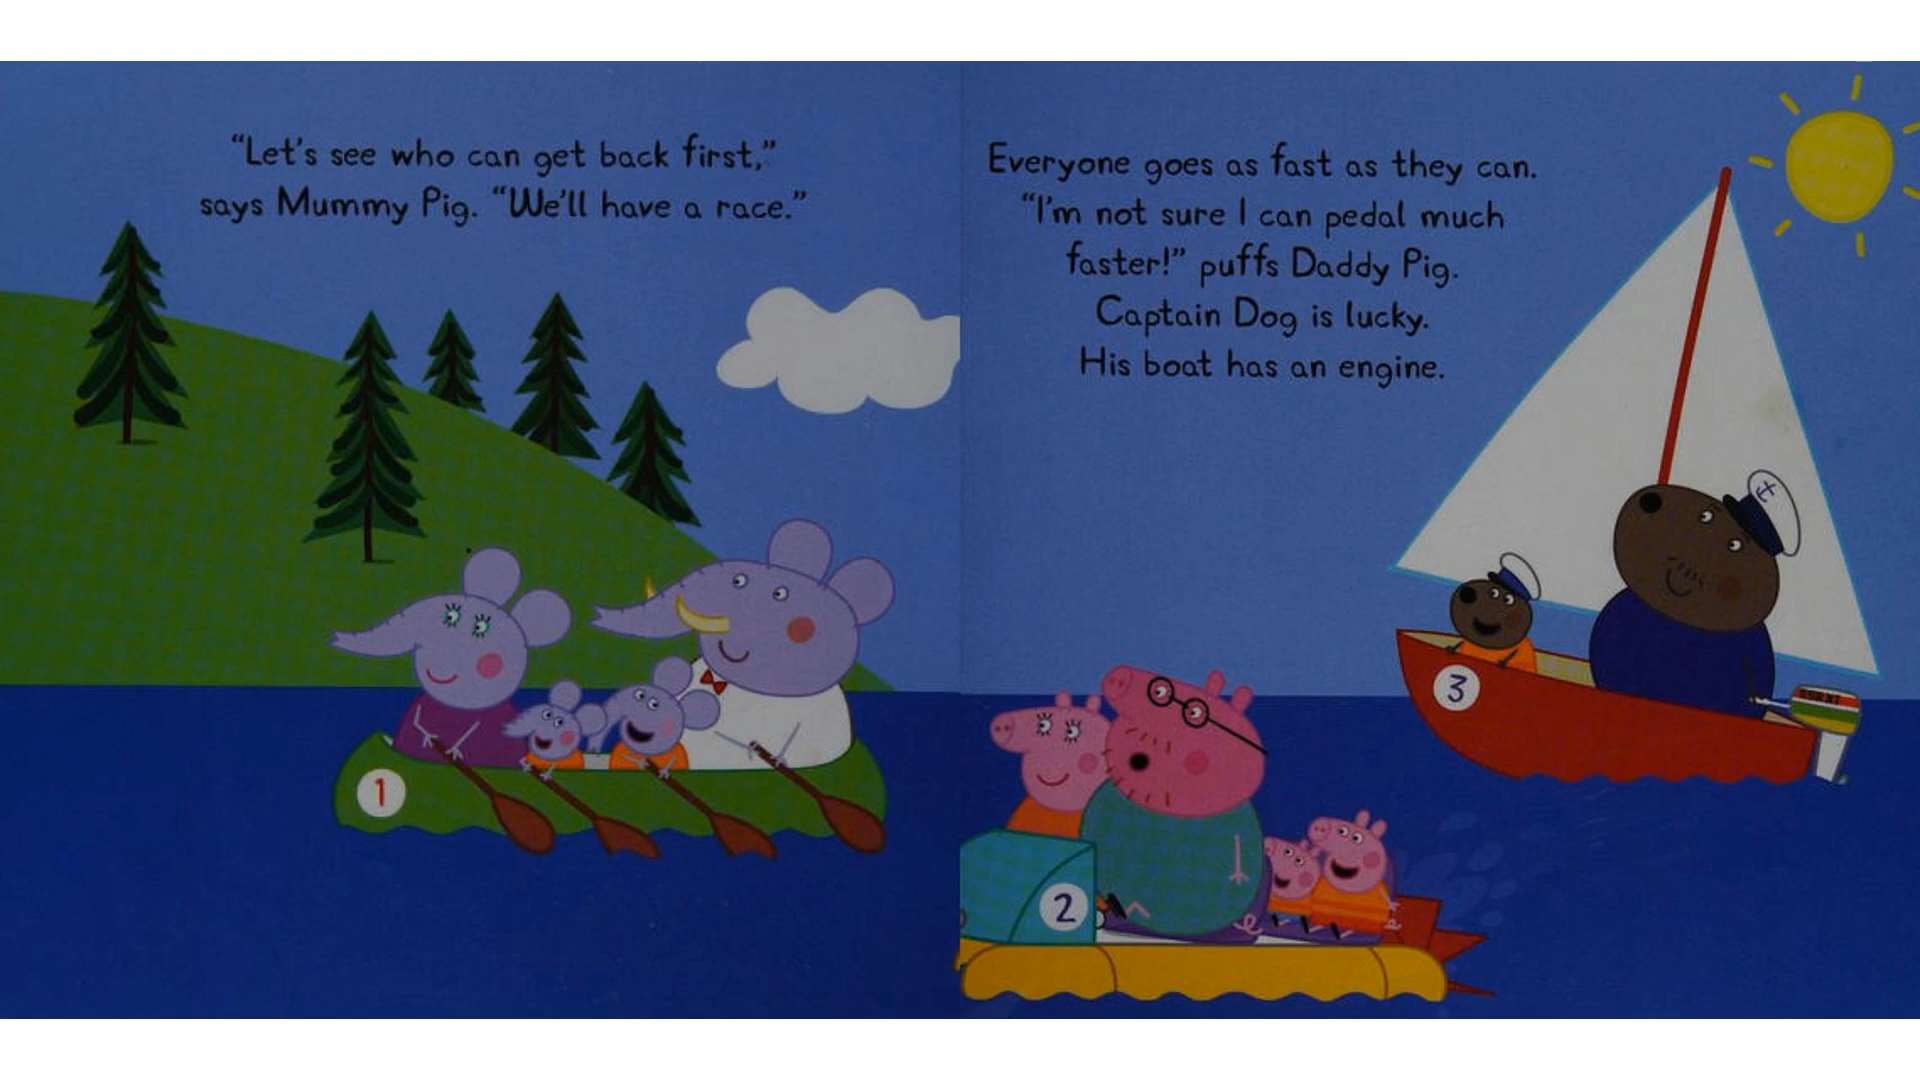 “Let's see who can get back first,”
says Mummy Pig. “We'll have a race.”
Everyone goes as fast as they can.
“I'm not sure I can pedal much
faster!” puffs Daddy Pig.
Captain Dog is lucky.
His boat has an engine.
1
2
3